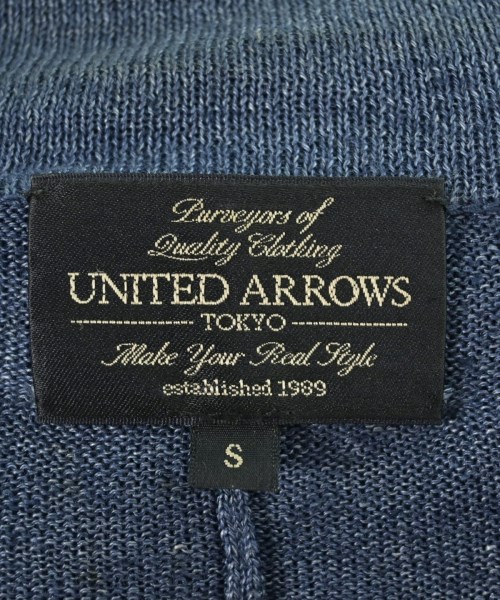 Purveyors of
Quality Clothing
UNITED ARROWS
TOKYO
Make Your Real Style
established 1989
S